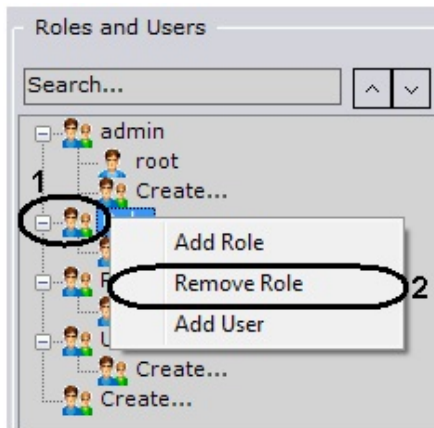 Roles and Users
Search...
admin
root
1
Create...
Add Role
Remove Role
2
Add User
Create...
Create...